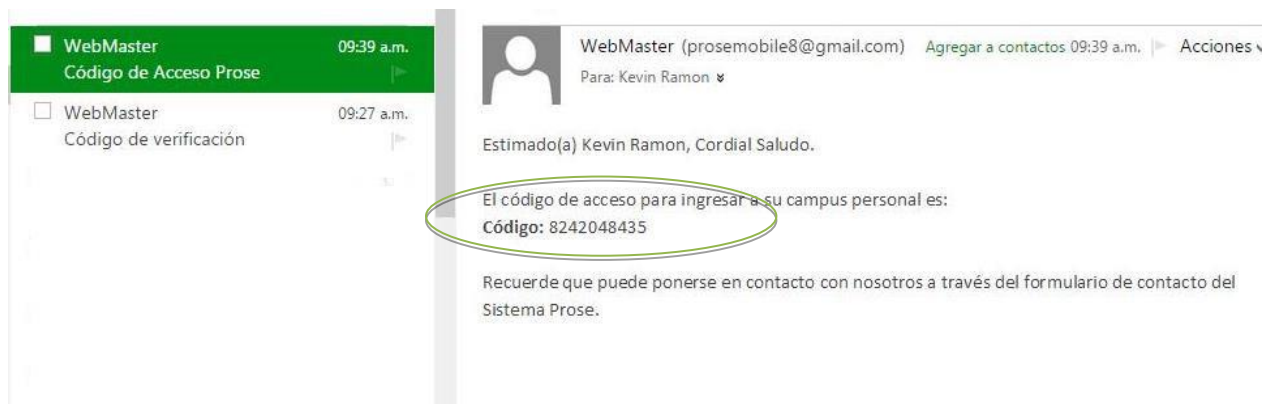 WebMaster 09:39 a.m.
Código de Acceso Prose
WebMaster 09:27 a.m.
Código de verificación
WebMaster (prosemobile8@gmail.com) Agregar a contactos 09:39 a.m. Acciones
Para: Kevin Ramon
Estimado(a) Kevin Ramon, Cordial Saludo.
El código de acceso para ingresar a su campus personal es:
Código: 8242048435
Recuerde que puede ponerse en contacto con nosotros a través del formulario de contacto del
Sistema Prose.